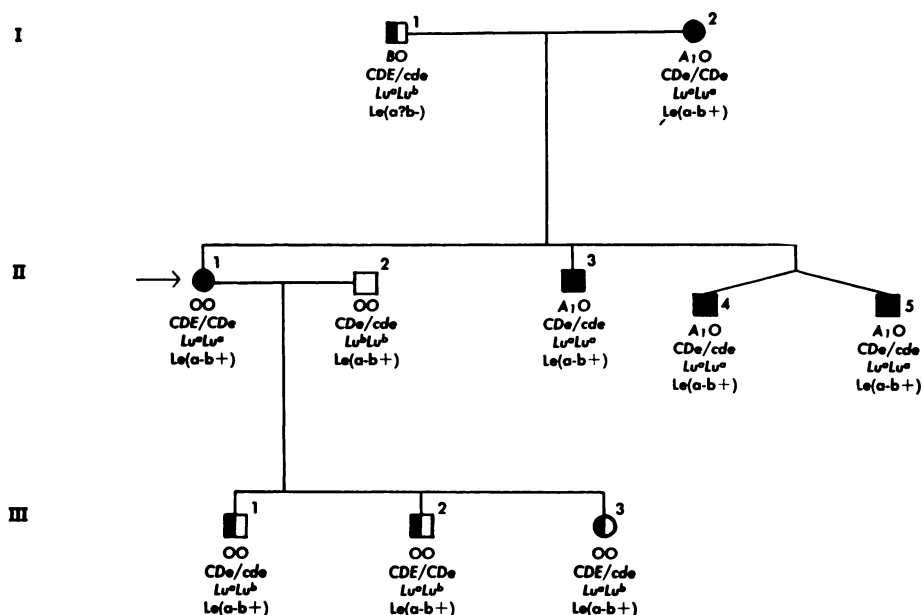 I
1
BO
CDE/cde
LuᵃLuᵇ
Le(a?b-)
2
A₁O
CDe/CDe
LuᵃLuᵃ
Le(a-b+)
II
1
OO
CDE/CDe
LuᵃLuᵃ
Le(a-b+)
2
OO
CDe/cde
LuᵇLuᵇ
Le(a-b+)
3
A₁O
CDe/cde
LuᵃLuᵃ
Le(a-b+)
4
A₁O
CDe/cde
LuᵃLuᵃ
Le(a-b+)
5
A₁O
CDe/cde
LuᵃLuᵃ
Le(a-b+)
III
1
OO
CDe/cde
LuᵃLuᵇ
Le(a-b+)
2
OO
CDE/CDe
LuᵃLuᵇ
Le(a-b+)
3
OO
CDE/cde
LuᵃLuᵇ
Le(a-b+)